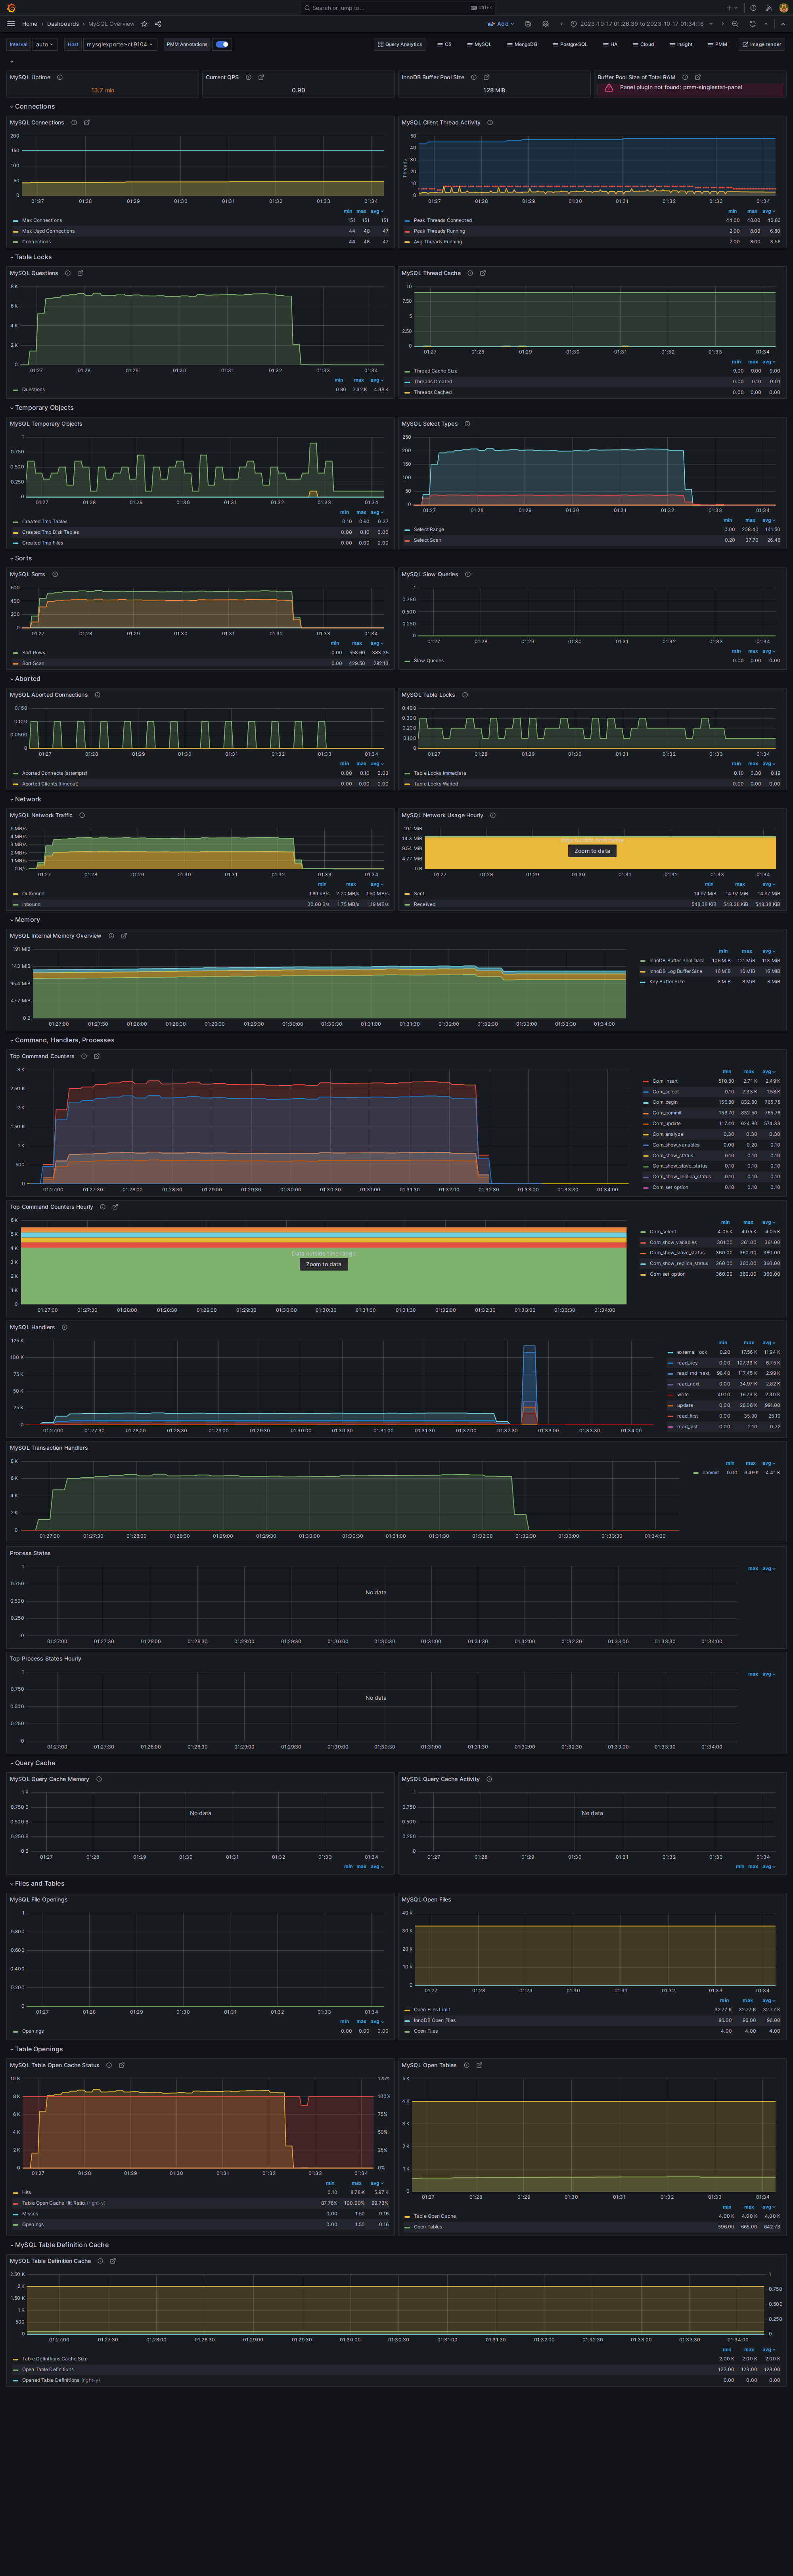 Search or jump to...
ctrl+k
Home › Dashboards › MySQL Overview
Add
2023-10-17 01:26:39 to 2023-10-17 01:34:16
Interval auto Host mysqlexporter-cl:9104 PMM Annotations
Query Analytics OS MySQL MongoDB PostgreSQL HA Cloud Insight PMM Image render
MySQL Uptime
13.7 min
Current QPS
0.90
InnoDB Buffer Pool Size
128 MiB
Buffer Pool Size of Total RAM
Panel plugin not found: pmm-singlestat-panel
Connections
MySQL Connections
200
150
100
50
0
01:27 01:28 01:29 01:30 01:31 01:32 01:33 01:34
min max avg
Max Connections 151 151 151
Max Used Connections 44 48 47
Connections 44 48 47
MySQL Client Thread Activity
Threads
50
40
30
20
10
0
01:27 01:28 01:29 01:30 01:31 01:32 01:33 01:34
min max avg
Peak Threads Connected 44.00 48.00 46.88
Peak Threads Running 2.00 8.00 6.80
Avg Threads Running 2.00 8.00 3.56
Table Locks
MySQL Questions
8 K
6 K
4 K
2 K
0
01:27 01:28 01:29 01:30 01:31 01:32 01:33 01:34
min max avg
Questions 0.80 7.32 K 4.98 K
MySQL Thread Cache
10
7.50
5
2.50
0
01:27 01:28 01:29 01:30 01:31 01:32 01:33 01:34
min max avg
Thread Cache Size 9.00 9.00 9.00
Threads Created 0.00 0.10 0.01
Threads Cached 0.00 0.00 0.00
Temporary Objects
MySQL Temporary Objects
1
0.750
0.500
0.250
0
01:27 01:28 01:29 01:30 01:31 01:32 01:33 01:34
min max avg
Created Tmp Tables 0.10 0.90 0.37
Created Tmp Disk Tables 0.00 0.10 0.00
Created Tmp Files 0.00 0.00 0.00
MySQL Select Types
250
200
150
100
50
0
01:27 01:28 01:29 01:30 01:31 01:32 01:33 01:34
min max avg
Select Range 0.00 208.40 141.50
Select Scan 0.20 37.70 26.46
Sorts
MySQL Sorts
600
400
200
0
01:27 01:28 01:29 01:30 01:31 01:32 01:33 01:34
min max avg
Sort Rows 0.00 558.60 383.35
Sort Scan 0.00 429.50 292.13
MySQL Slow Queries
1
0.750
0.500
0.250
0
01:27 01:28 01:29 01:30 01:31 01:32 01:33 01:34
min max avg
Slow Queries 0.00 0.00 0.00
Aborted
MySQL Aborted Connections
0.150
0.100
0.0500
0
01:27 01:28 01:29 01:30 01:31 01:32 01:33 01:34
min max avg
Aborted Connects (attempts) 0.00 0.10 0.03
Aborted Clients (timeout) 0.00 0.00 0.00
MySQL Table Locks
0.400
0.300
0.200
0.100
0
01:27 01:28 01:29 01:30 01:31 01:32 01:33 01:34
min max avg
Table Locks Immediate 0.10 0.30 0.19
Table Locks Waited 0.00 0.00 0.00
Network
MySQL Network Traffic
5 MB/s
4 MB/s
3 MB/s
2 MB/s
1 MB/s
0 B/s
01:27 01:28 01:29 01:30 01:31 01:32 01:33 01:34
min max avg
Outbound 1.89 kB/s 2.20 MB/s 1.50 MB/s
Inbound 30.60 B/s 1.75 MB/s 1.19 MB/s
MySQL Network Usage Hourly
19.1 MiB
14.3 MiB
9.54 MiB
4.77 MiB
0 B
Zoom to data
01:27 01:28 01:29 01:30 01:31 01:32 01:33 01:34
min max avg
Sent 14.97 MiB 14.97 MiB 14.97 MiB
Received 548.38 KiB 548.38 KiB 548.38 KiB
Memory
MySQL Internal Memory Overview
191 MiB
143 MiB
95.4 MiB
47.7 MiB
0 B
01:27:00 01:27:30 01:28:00 01:28:30 01:29:00 01:29:30 01:30:00 01:30:30 01:31:00 01:31:30 01:32:00 01:32:30 01:33:00 01:33:30 01:34:00
min max avg
InnoDB Buffer Pool Data 106 MiB 121 MiB 113 MiB
InnoDB Log Buffer Size 16 MiB 16 MiB 16 MiB
Key Buffer Size 8 MiB 8 MiB 8 MiB
Command, Handlers, Processes
Top Command Counters
3 K
2.50 K
2 K
1.50 K
1 K
500
0
01:27:00 01:27:30 01:28:00 01:28:30 01:29:00 01:29:30 01:30:00 01:30:30 01:31:00 01:31:30 01:32:00 01:32:30 01:33:00 01:33:30 01:34:00
min max avg
Com_insert 510.80 2.71 K 2.49 K
Com_select 0.10 2.33 K 1.58 K
Com_begin 156.80 832.80 765.78
Com_commit 156.70 832.50 765.78
Com_update 117.40 624.80 574.33
Com_analyze 0.30 0.30 0.30
Com_show_variables 0.00 0.20 0.10
Com_show_status 0.10 0.10 0.10
Com_show_slave_status 0.10 0.10 0.10
Com_show_replica_status 0.10 0.10 0.10
Com_set_option 0.10 0.10 0.10
Top Command Counters Hourly
6 K
5 K
4 K
3 K
2 K
1 K
0
Data outside time range
Zoom to data
01:27:00 01:27:30 01:28:00 01:28:30 01:29:00 01:29:30 01:30:00 01:30:30 01:31:00 01:31:30 01:32:00 01:32:30 01:33:00 01:33:30 01:34:00
min max avg
Com_select 4.05 K 4.05 K 4.05 K
Com_show_variables 361.00 361.00 361.00
Com_show_slave_status 360.00 360.00 360.00
Com_show_replica_status 360.00 360.00 360.00
Com_set_option 360.00 360.00 360.00
MySQL Handlers
125 K
100 K
75 K
50 K
25 K
0
01:27:00 01:27:30 01:28:00 01:28:30 01:29:00 01:29:30 01:30:00 01:30:30 01:31:00 01:31:30 01:32:00 01:32:30 01:33:00 01:33:30 01:34:00
min max avg
external_lock 0.20 17.56 K 11.94 K
read_key 0.00 107.33 K 6.75 K
read_rnd_next 98.40 117.45 K 2.99 K
read_next 0.00 34.97 K 2.82 K
write 49.10 16.73 K 2.30 K
update 0.00 26.06 K 991.00
read_first 0.00 35.90 25.19
read_last 0.00 2.10 0.72
MySQL Transaction Handlers
8 K
6 K
4 K
2 K
0
01:27:00 01:27:30 01:28:00 01:28:30 01:29:00 01:29:30 01:30:00 01:30:30 01:31:00 01:31:30 01:32:00 01:32:30 01:33:00 01:33:30 01:34:00
min max avg
commit 0.00 6.49 K 4.41 K
Process States
1
0.750
0.500
0.250
0
No data
01:27:00 01:27:30 01:28:00 01:28:30 01:29:00 01:29:30 01:30:00 01:30:30 01:31:00 01:31:30 01:32:00 01:32:30 01:33:00 01:33:30 01:34:00
max avg
Top Process States Hourly
1
0.750
0.500
0.250
0
No data
01:27:00 01:27:30 01:28:00 01:28:30 01:29:00 01:29:30 01:30:00 01:30:30 01:31:00 01:31:30 01:32:00 01:32:30 01:33:00 01:33:30 01:34:00
max avg
Query Cache
MySQL Query Cache Memory
1 B
0.750 B
0.500 B
0.250 B
0 B
No data
01:27 01:28 01:29 01:30 01:31 01:32 01:33 01:34
min max avg
MySQL Query Cache Activity
1
0.750
0.500
0.250
0
No data
01:27 01:28 01:29 01:30 01:31 01:32 01:33 01:34
min max avg
Files and Tables
MySQL File Openings
1
0.800
0.600
0.400
0.200
0
01:27 01:28 01:29 01:30 01:31 01:32 01:33 01:34
min max avg
Openings 0.00 0.00 0.00
MySQL Open Files
40 K
30 K
20 K
10 K
0
01:27 01:28 01:29 01:30 01:31 01:32 01:33 01:34
min max avg
Open Files Limit 32.77 K 32.77 K 32.77 K
InnoDB Open Files 96.00 96.00 96.00
Open Files 4.00 4.00 4.00
Table Openings
MySQL Table Open Cache Status
10 K
8 K
6 K
4 K
2 K
0
125%
100%
75%
50%
25%
0%
01:27 01:28 01:29 01:30 01:31 01:32 01:33 01:34
min max avg
Hits 0.10 8.78 K 5.97 K
Table Open Cache Hit Ratio (right-y) 87.76% 100.00% 99.73%
Misses 0.00 1.50 0.16
Openings 0.00 1.50 0.16
MySQL Open Tables
5 K
4 K
3 K
2 K
1 K
0
01:27 01:28 01:29 01:30 01:31 01:32 01:33 01:34
min max avg
Table Open Cache 4.00 K 4.00 K 4.00 K
Open Tables 596.00 665.00 642.73
MySQL Table Definition Cache
MySQL Table Definition Cache
2.50 K
2 K
1.50 K
1 K
500
0
1
0.750
0.500
0.250
0
01:27:00 01:27:30 01:28:00 01:28:30 01:29:00 01:29:30 01:30:00 01:30:30 01:31:00 01:31:30 01:32:00 01:32:30 01:33:00 01:33:30 01:34:00
min max avg
Table Definitions Cache Size 2.00 K 2.00 K 2.00 K
Open Table Definitions 123.00 123.00 123.00
Opened Table Definitions (right-y) 0.00 0.00 0.00